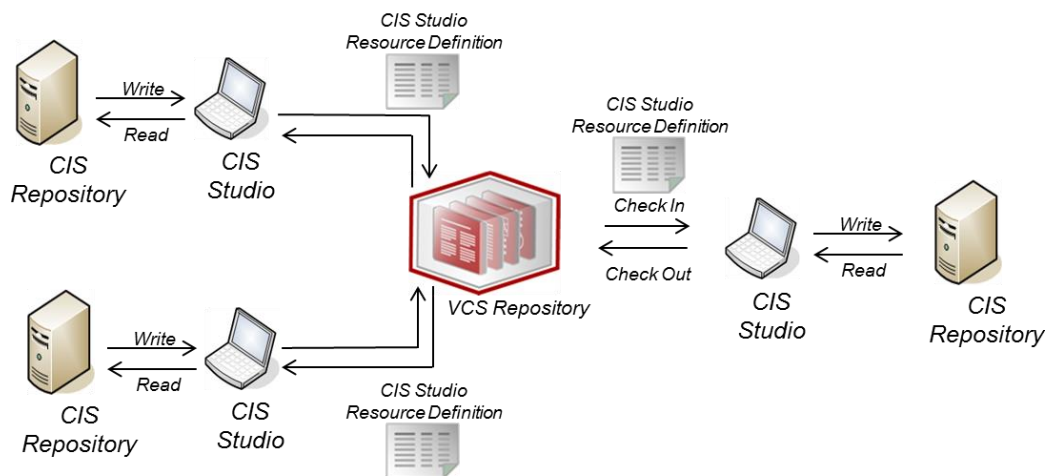 CIS Studio
Resource Definition
Write
Read
CIS
Repository
CIS
Studio
CIS Studio
Resource Definition
Check In
Check Out
VCS Repository
Write
Read
CIS
Studio
CIS
Repository
Write
Read
CIS
Repository
CIS
Studio
CIS Studio
Resource Definition